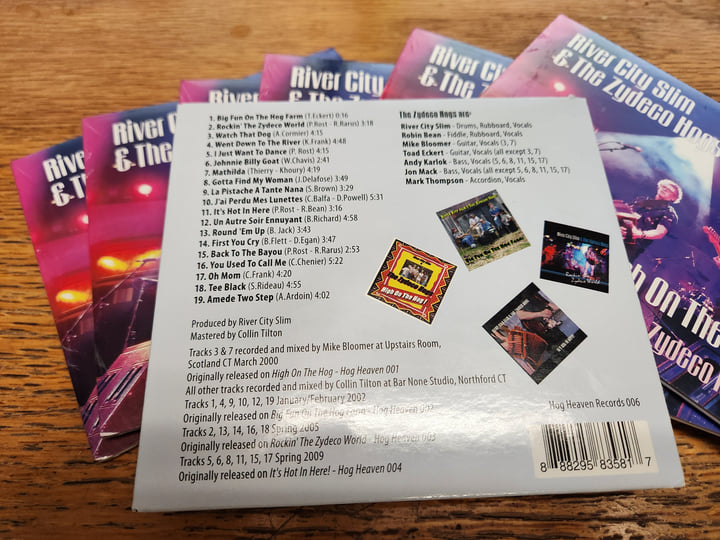 River City Slim
& The Zydeco Hogs
River City Slim
& The Zydeco
River City
& The Z
River City
& The
River City
& The
River
1. Big Fun On The Hog Farm (T.Eckert) 0:16
2. Rockin' The Zydeco World (P.Rost - R.Rarus) 3:18
3. Watch That Dog (A.Cormier) 4:15
4. Went Down To The River (K.Frank) 4:48
5. I Just Want To Dance (P. Rost) 4:15
6. Johnnie Billy Goat (W.Chavis) 5:41
7. Mathilda (Thierry - Khoury) 4:19
8. Gotta Find My Woman (J.Delafose) 3:49
9. La Pistache A Tante Nana (S.Brown) 3:29
10. J'ai Perdu Mes Lunettes (C.Balfa - D.Powell) 5:31
11. It's Hot In Here (P.Rost - R.Bean) 3:16
12. Un Autre Soir Ennuyant (B.Richard) 4:58
13. Round 'Em Up (B. Jack) 3:43
14. First You Cry (B.Flett - D.Egan) 3:47
15. Back To The Bayou (P.Rost - R.Rarus) 2:53
16. You Used To Call Me (C.Chenier) 5:22
17. Oh Mom (C.Frank) 4:20
18. Tee Black (S.Rideau) 4:55
19. Amede Two Step (A.Ardoin) 4:02
Produced by River City Slim
Mastered by Collin Tilton
Tracks 3 & 7 recorded and mixed by Mike Bloomer at Upstairs Room,
Scotland CT March 2000
Originally released on High On The Hog - Hog Heaven 001
All other tracks recorded and mixed by Collin Tilton at Bar None Studio, Northford CT
Tracks 1, 4, 9, 10, 12, 19 January/February 2002
Originally released on Big Fun On The Hog Farm - Hog Heaven 002
Tracks 2, 13, 14, 16, 18 Spring 2005
Originally released on Rockin' The Zydeco World - Hog Heaven 003
Tracks 5, 6, 8, 11, 15, 17 Spring 2009
Originally released on It's Hot In Here! - Hog Heaven 004
The Zydeco Hogs are-
River City Slim - Drums, Rubboard, Vocals
Robin Bean - Fiddle, Rubboard, Vocals
Mike Bloomer - Guitar, Vocals (3, 7)
Toad Eckert - Guitar, Vocals (all except 3, 7)
Andy Karlok - Bass, Vocals (5, 6, 8, 11, 15, 17)
Jon Mack - Bass, Vocals (all except 5, 6, 8, 11, 15, 17)
Mark Thompson - Accordion, Vocals
High On The Hog!
Big Fun On The Hog Farm
Hog Heaven Records 006
8 88295 83581 7
High On The
Zydeco